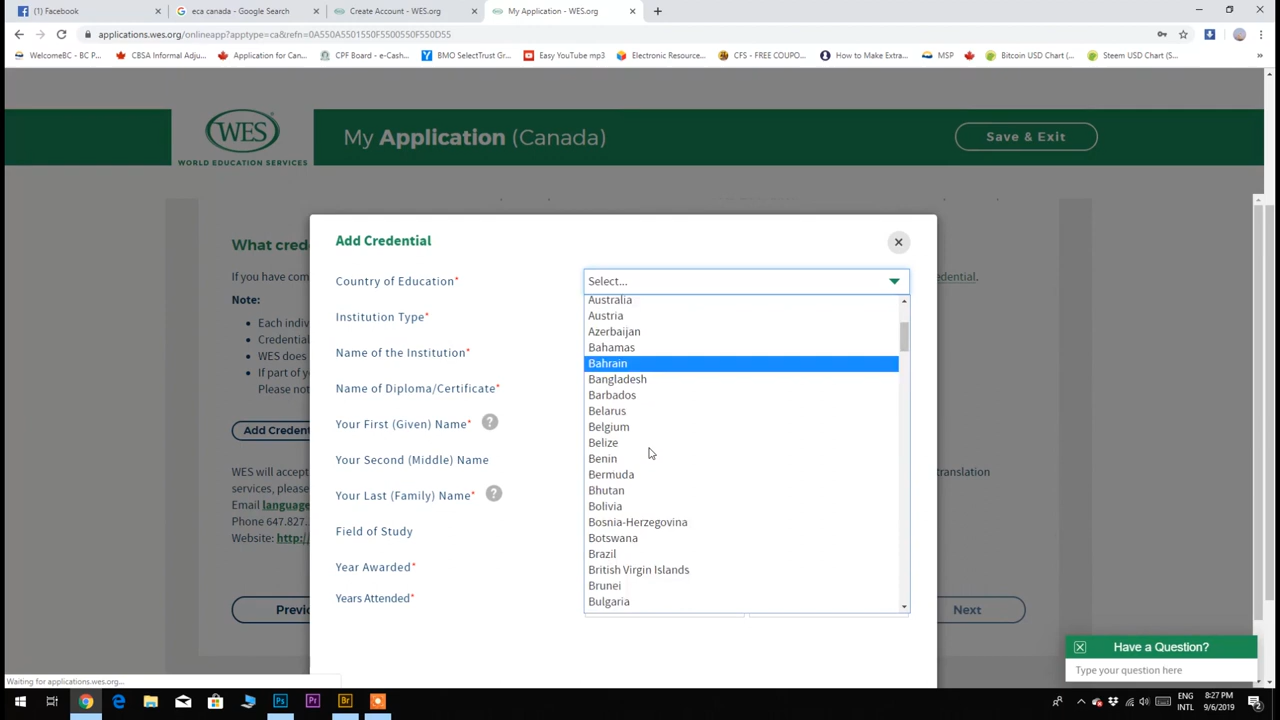 (1) Facebook
eca canada - Google Search
Create Account - WES.org
My Application - WES.org
applications.wes.org/onlineapp?apptype=ca&refn=0A550A5501550F5500550F550D55
WelcomeBC - BC P...
CBSA Informal Adju...
Application for Can...
CPF Board - e-Cash...
BMO SelectTrust Gr...
Easy YouTube mp3
Electronic Resource...
CFS - FREE COUPO...
How to Make Extra...
MSP
Bitcoin USD Chart (...
Steem USD Chart (S...
WES
WORLD EDUCATION SERVICES
My Application (Canada)
Save & Exit
What cred
If you have com
edential.
Note:
Each indiv
Credential
WES does
If part of y
Please not
Add Creden
WES will accept
translation
services, please
Email language
Phone 647.827.
Website: http:/
Previ
Next
Add Credential
Country of Education*
Select...
Institution Type*
Name of the Institution*
Name of Diploma/Certificate*
Your First (Given) Name* ?
Your Second (Middle) Name
Your Last (Family) Name* ?
Field of Study
Year Awarded*
Years Attended*
Australia
Austria
Azerbaijan
Bahamas
Bahrain
Bangladesh
Barbados
Belarus
Belgium
Belize
Benin
Bermuda
Bhutan
Bolivia
Bosnia-Herzegovina
Botswana
Brazil
British Virgin Islands
Brunei
Bulgaria
Have a Question?
Type your question here
Waiting for applications.wes.org...
Ps
Pr
Br
ENG
INTL
8:27 PM
9/6/2019
2